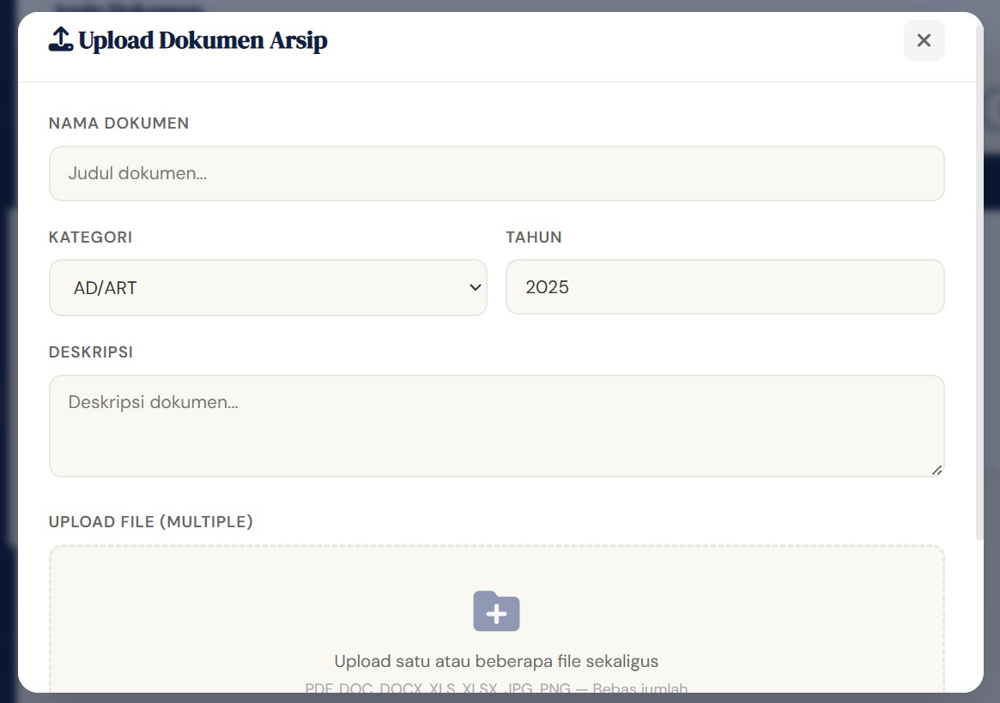 Upload Dokumen Arsip
NAMA DOKUMEN
Judul dokumen...
KATEGORI TAHUN
AD/ART 2025
DESKRIPSI
Deskripsi dokumen...
UPLOAD FILE (MULTIPLE)
Upload satu atau beberapa file sekaligus
PDF, DOC, DOCX, XLS, XLSX, JPG, PNG — Bebas jumlah